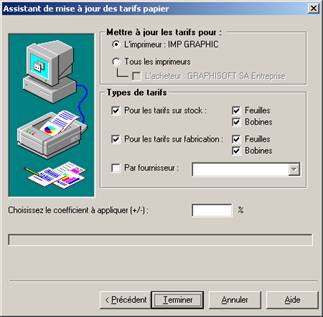 Assistant de mise à jour des tarifs papier
Mettre à jour les tarifs pour :
L'imprimeur : IMP GRAPHIC
Tous les imprimeurs
L'acheteur : GRAPHISOFT SA Entreprise
Types de tarifs
Pour les tarifs sur stock : Feuilles
Bobines
Pour les tarifs sur fabrication : Feuilles
Bobines
Par fournisseur :
Choisissez le coefficient à appliquer (+/-) : %
< Précédent Terminer Annuler Aide